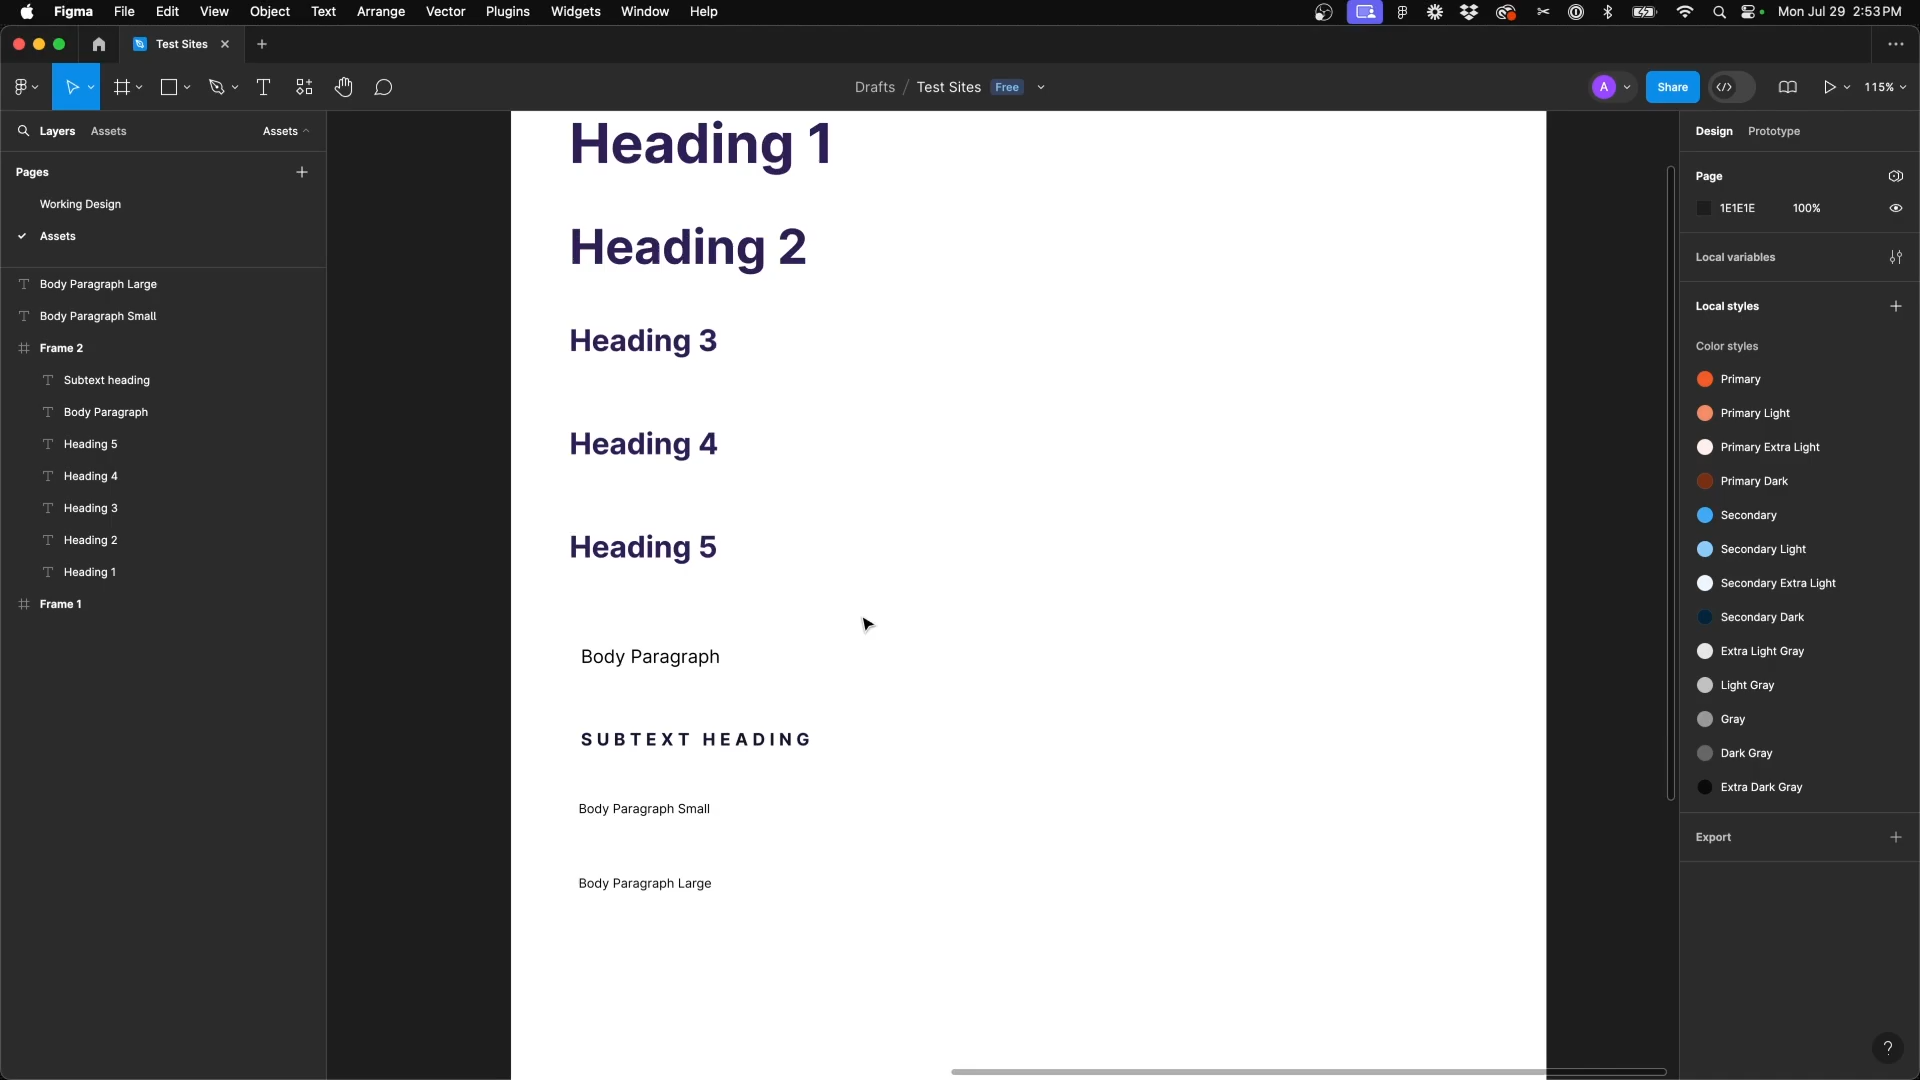 Figma File Edit View Object Text Arrange Vector Plugins Widgets Window Help Mon Jul 29 2:53 PM
Test Sites
Drafts / Test Sites Free A Share 115%
Layers Assets Assets
Pages
Working Design
Assets
Body Paragraph Large
Body Paragraph Small
Frame 2
Subtext heading
Body Paragraph
Heading 5
Heading 4
Heading 3
Heading 2
Heading 1
Frame 1
Heading 1
Heading 2
Heading 3
Heading 4
Heading 5
Body Paragraph
SUBTEXT HEADING
Body Paragraph Small
Body Paragraph Large
Design Prototype
Page
1E1E1E 100%
Local variables
Local styles
Color styles
Primary
Primary Light
Primary Extra Light
Primary Dark
Secondary
Secondary Light
Secondary Extra Light
Secondary Dark
Extra Light Gray
Light Gray
Gray
Dark Gray
Extra Dark Gray
Export
?